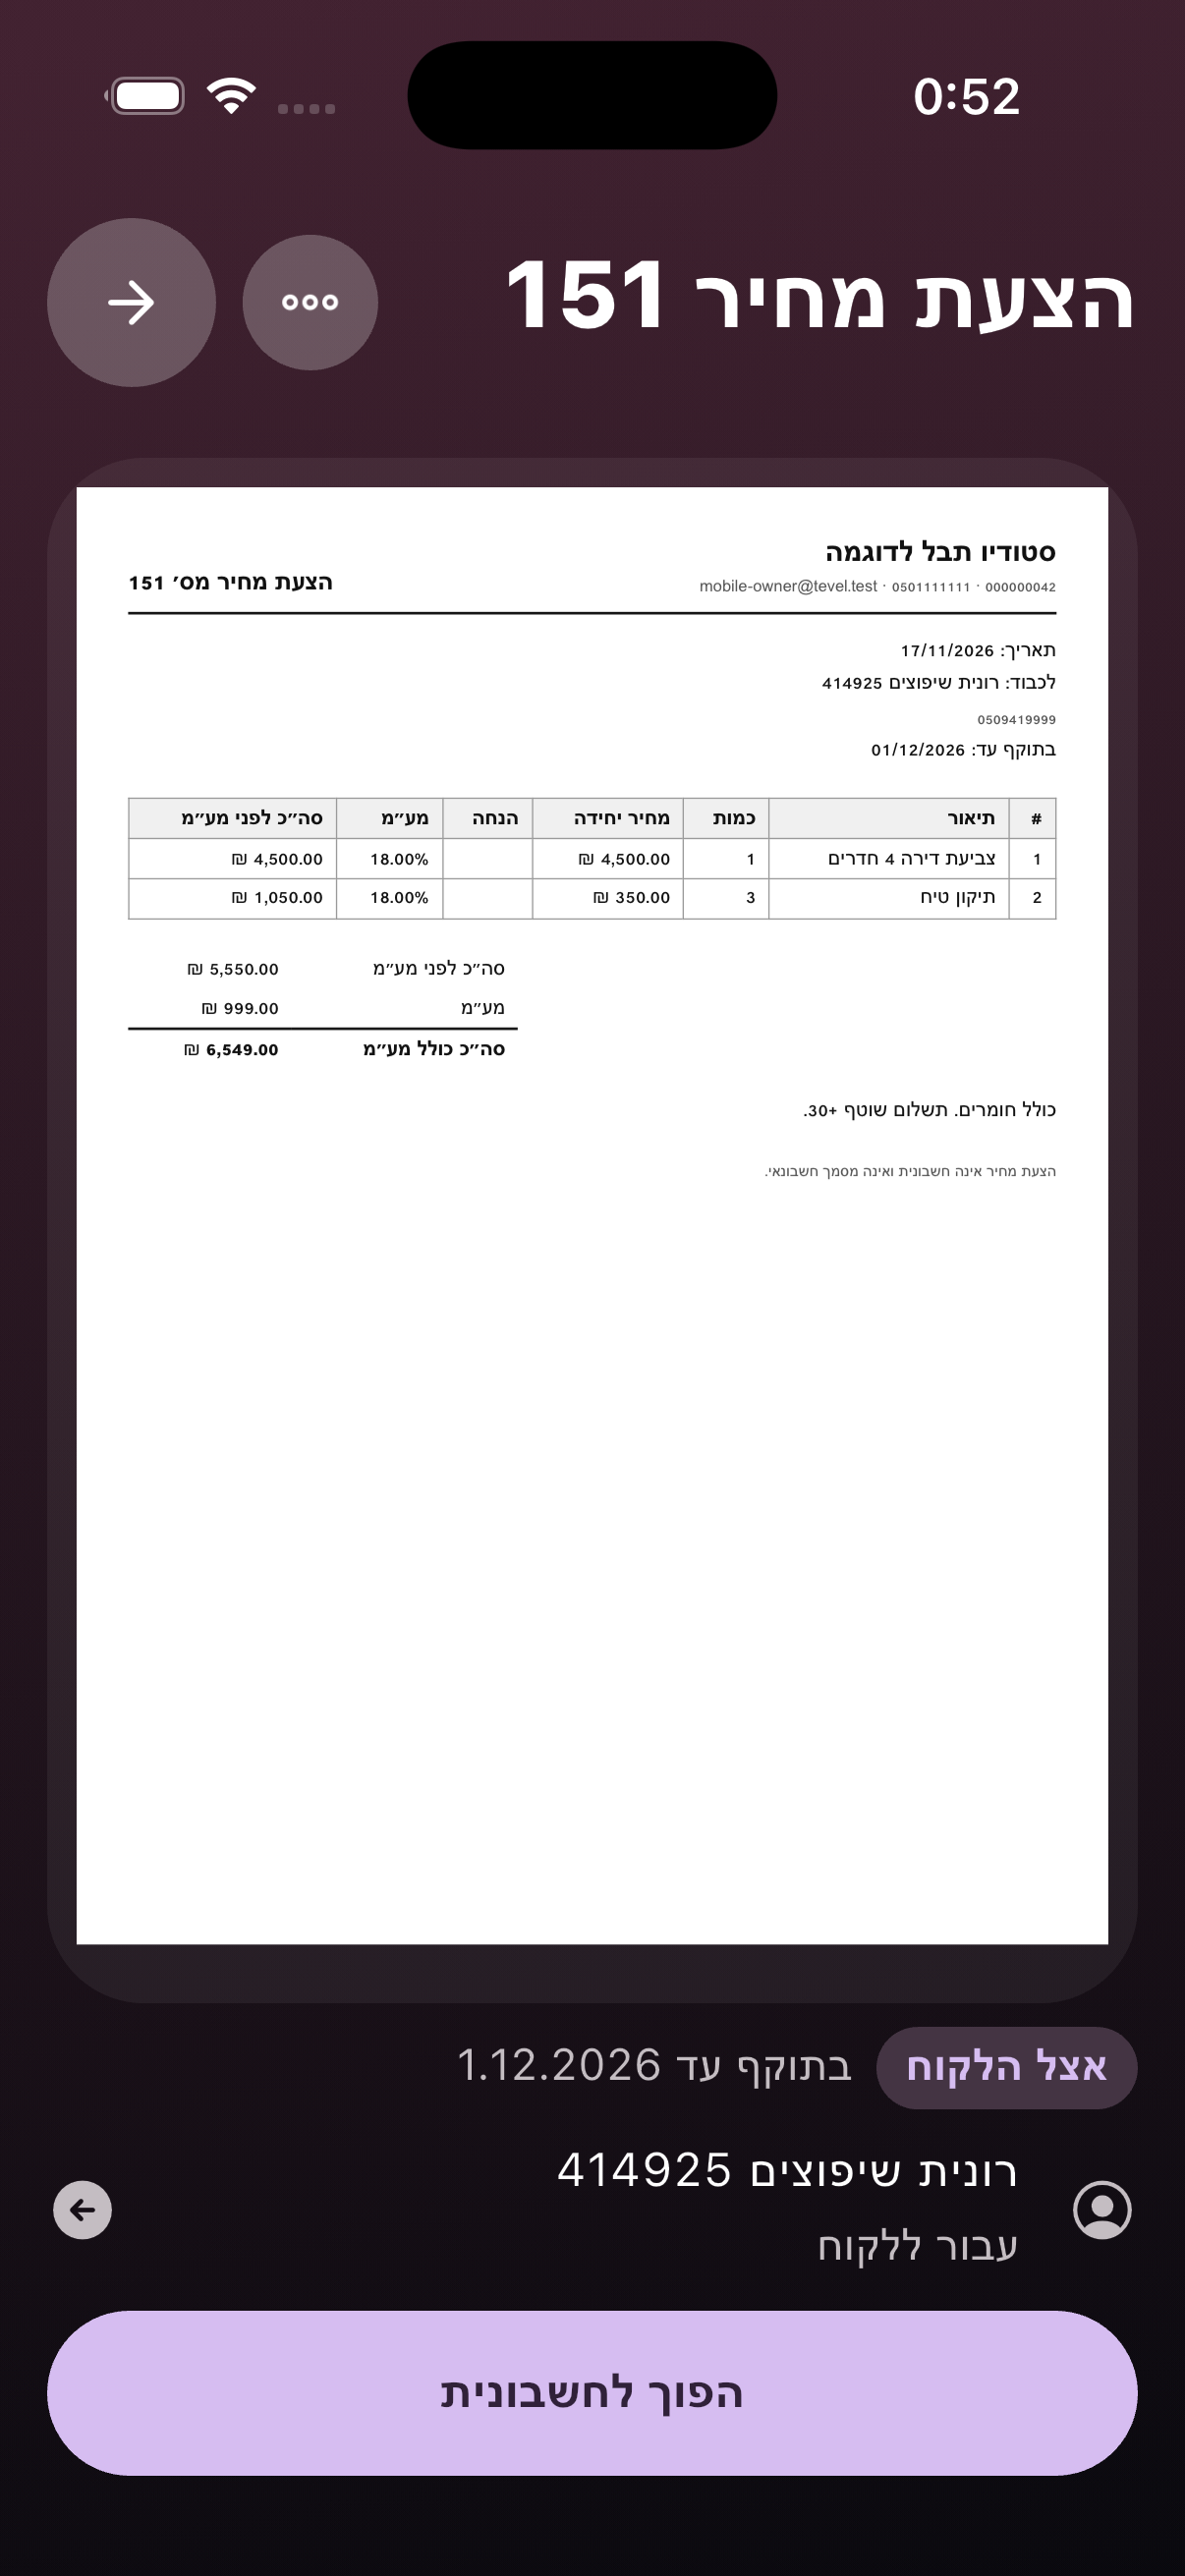 0:52
הצעת מחיר 151
סטודיו תבל לדוגמה
000000042 · 0501111111 · mobile-owner@tevel.test
הצעת מחיר מס׳ 151
תאריך: 17/11/2026
לכבוד: רונית שיפוצים 414925
0509419999
בתוקף עד: 01/12/2026
# תיאור כמות מחיר יחידה הנחה מע״מ סה״כ לפני מע״מ
1 צביעת דירה 4 חדרים 1 4,500.00 ₪ 18.00% 4,500.00 ₪
2 תיקון טיח 3 350.00 ₪ 18.00% 1,050.00 ₪
סה״כ לפני מע״מ 5,550.00 ₪
מע״מ 999.00 ₪
סה״כ כולל מע״מ 6,549.00 ₪
כולל חומרים. תשלום שוטף +30.
הצעת מחיר אינה חשבונית ואינה מסמך חשבונאי.
אצל הלקוח בתוקף עד 1.12.2026
רונית שיפוצים 414925
עבור ללקוח
הפוך לחשבונית